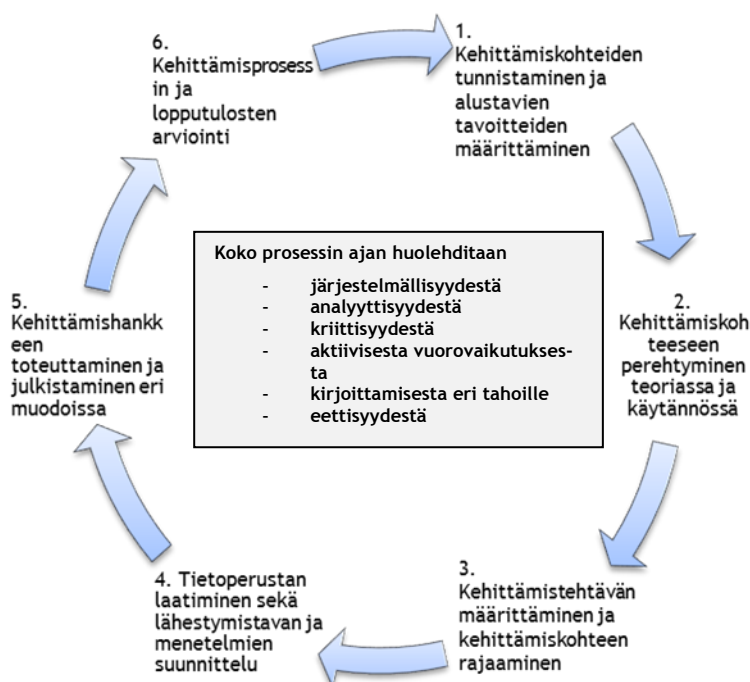 1.
Kehittämiskohteiden
tunnistaminen ja
alustavien
tavoitteiden
määrittäminen
2.
Kehittämiskoh
teeseen
perehtyminen
teoriassa ja
käytännössä
3.
Kehittämistehtävän
määrittäminen ja
kehittämiskohteen
rajaaminen
4. Tietoperustan
laatiminen sekä
lähestymistavan ja
menetelmien
suunnittelu
5.
Kehittämishankk
een
toteuttaminen ja
julkistaminen eri
muodoissa
6.
Kehittämisprosess
in ja
lopputulosten
arviointi
Koko prosessin ajan huolehditaan
- järjestelmällisyydestä
- analyyttisyydestä
- kriittisyydestä
- aktiivisesta vuorovaikutukses-
ta
- kirjoittamisesta eri tahoille
- eettisyydestä